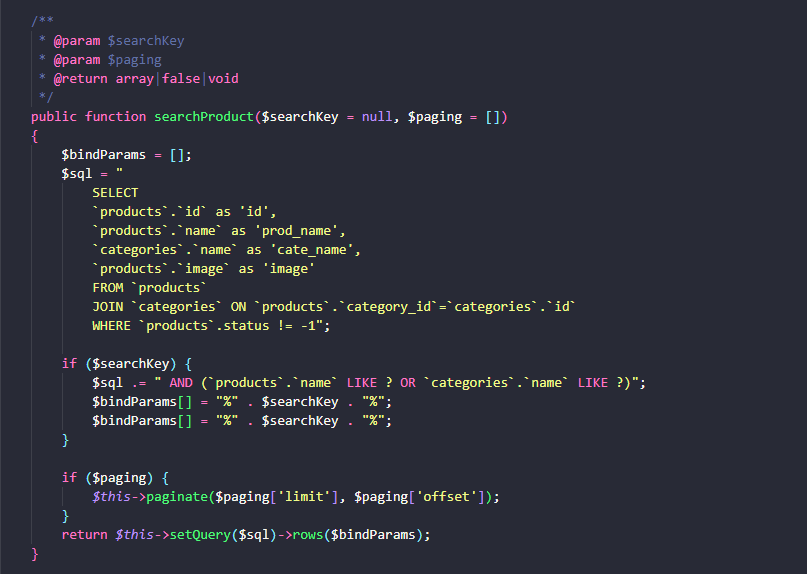 /**
 * @param $searchKey
 * @param $paging
 * @return array|false|void
 */
public function searchProduct($searchKey = null, $paging = [])
{
    $bindParams = [];
    $sql = "
        SELECT
        `products`.`id` as 'id',
        `products`.`name` as 'prod_name',
        `categories`.`name` as 'cate_name',
        `products`.`image` as 'image'
        FROM `products`
        JOIN `categories` ON `products`.`category_id`=`categories`.`id`
        WHERE `products`.status != -1";

    if ($searchKey) {
        $sql .= " AND (`products`.`name` LIKE ? OR `categories`.`name` LIKE ?)";
        $bindParams[] = "%" . $searchKey . "%";
        $bindParams[] = "%" . $searchKey . "%";
    }

    if ($paging) {
        $this->paginate($paging['limit'], $paging['offset']);
    }
    return $this->setQuery($sql)->rows($bindParams);
}